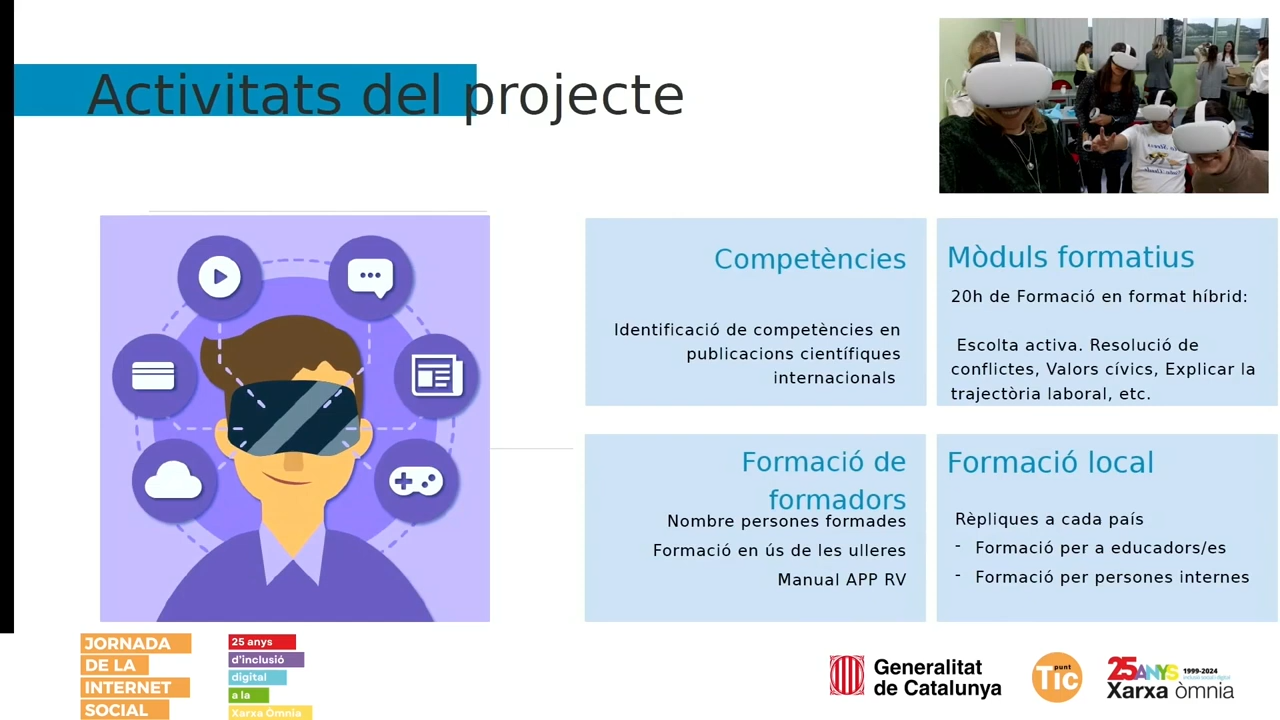 Activitats del projecte
Competències
Identificació de competències en
publicacions científiques
internacionals
Mòduls formatius
20h de Formació en format híbrid:
Escolta activa. Resolució de
conflictes, Valors cívics, Explicar la
trajectòria laboral, etc.
Formació de
formadors
Nombre persones formades
Formació en ús de les ulleres
Manual APP RV
Formació local
Rèpliques a cada país
- Formació per a educadors/es
- Formació per persones internes
JORNADA
DE LA
INTERNET
SOCIAL
25 anys
d'inclusió
digital
a la
Xarxa Òmnia
Generalitat
de Catalunya
punt
Tic
25ANYS 1999-2024
Xarxa òmnia